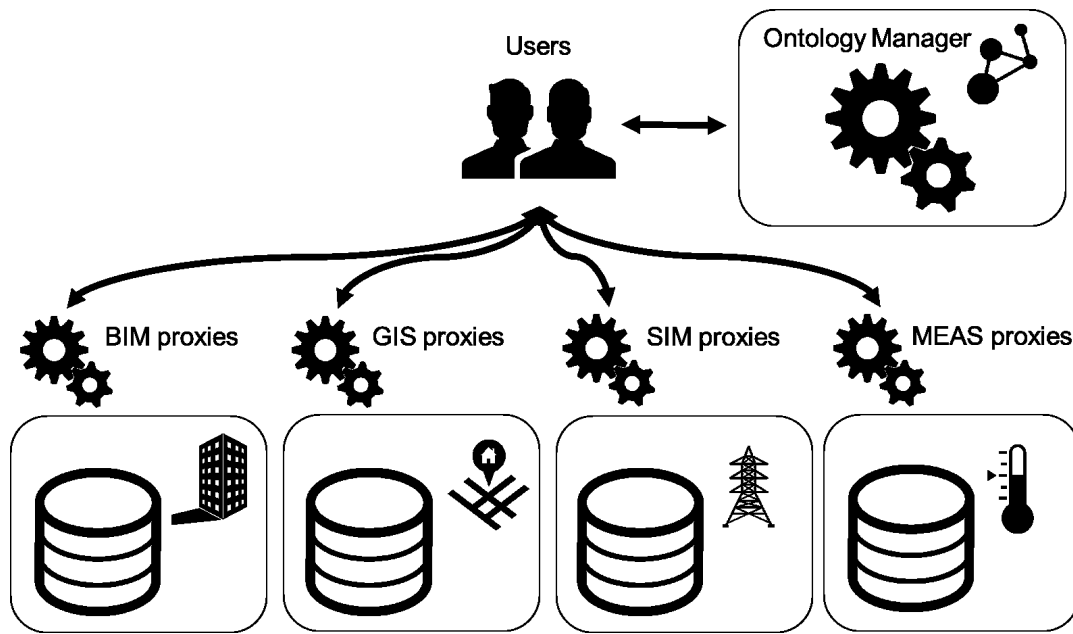 Users
Ontology Manager
BIM proxies
GIS proxies
SIM proxies
MEAS proxies